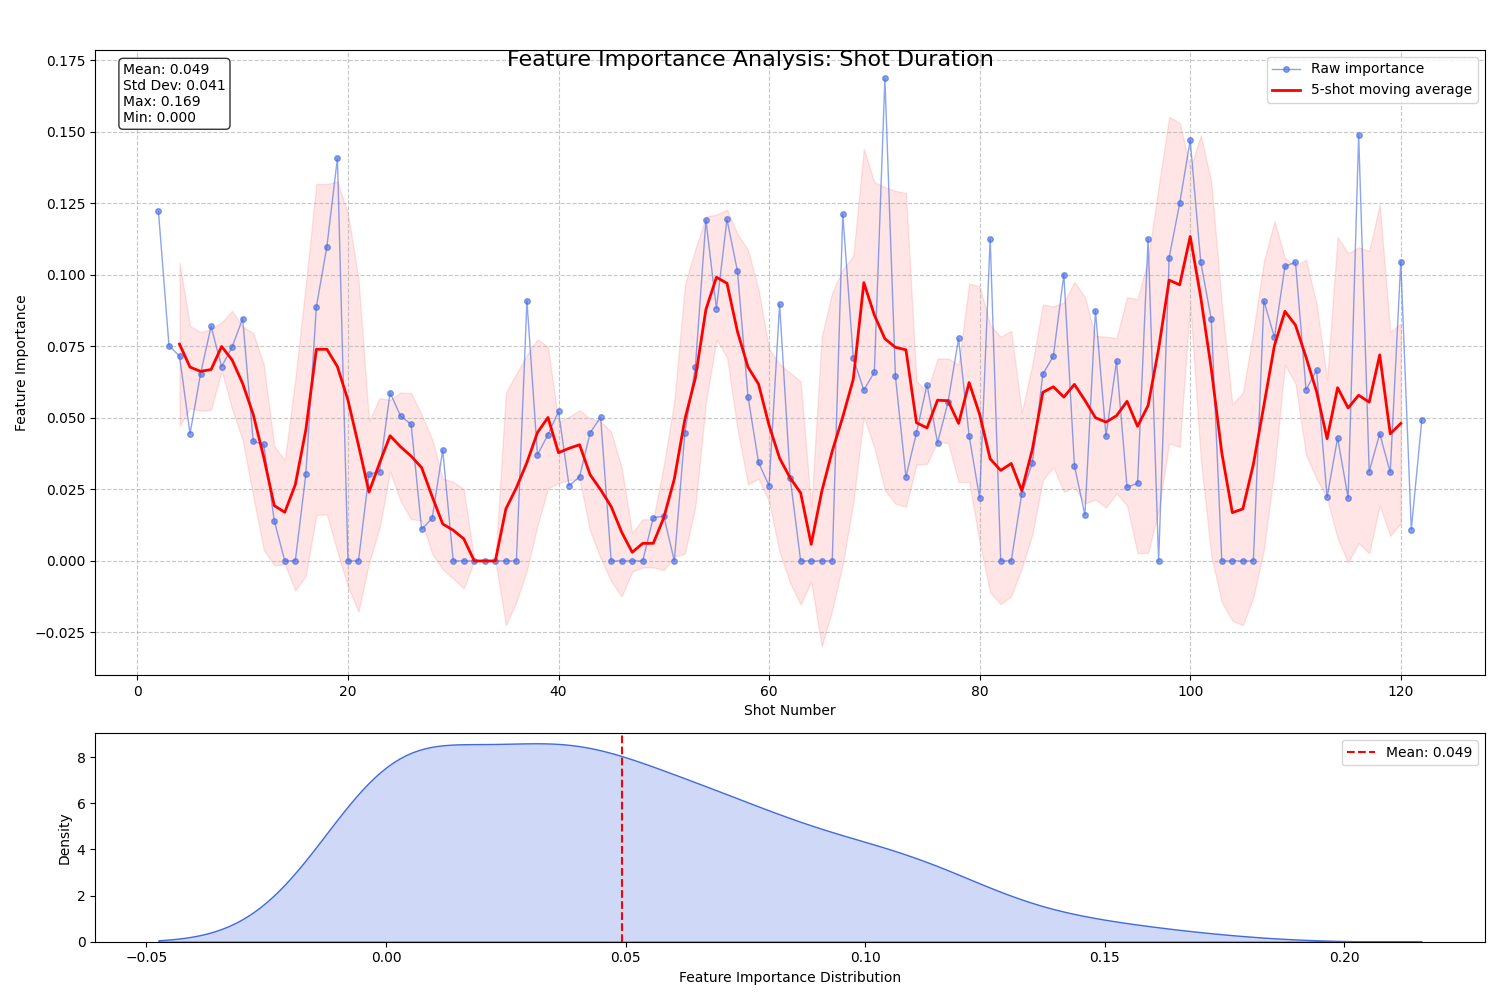 Feature Importance Analysis: Shot Duration
Mean: 0.049
Std Dev: 0.041
Max: 0.169
Min: 0.000
Raw importance
5-shot moving average
Feature Importance
0.175
0.150
0.125
0.100
0.075
0.050
0.025
0.000
−0.025
0 20 40 60 80 100 120
Shot Number
Mean: 0.049
Density
8
6
4
2
0
−0.05 0.00 0.05 0.10 0.15 0.20
Feature Importance Distribution